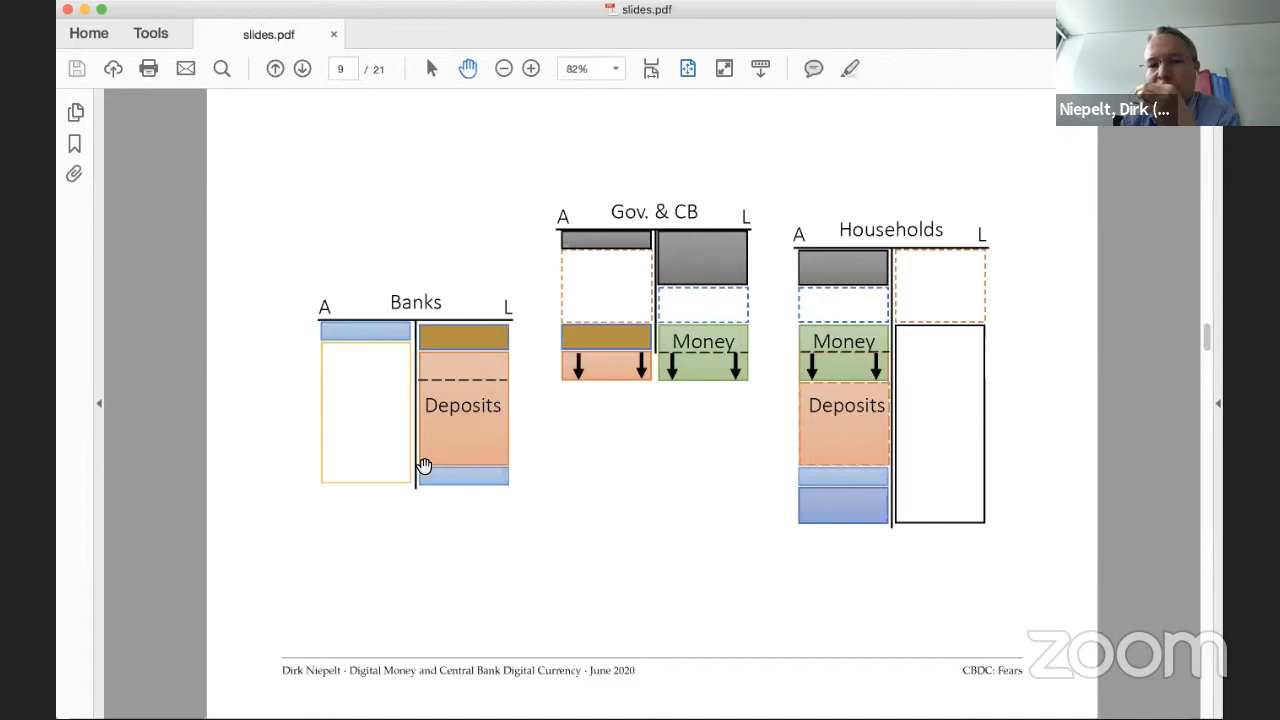 slides.pdf
Home Tools slides.pdf ×
9 / 21 82%
Niepelt, Dirk (...
A Gov. & CB L
A Households L
A Banks L
Money
Money
Deposits
Deposits
Dirk Niepelt · Digital Money and Central Bank Digital Currency · June 2020 CBDC: Fears
zoom